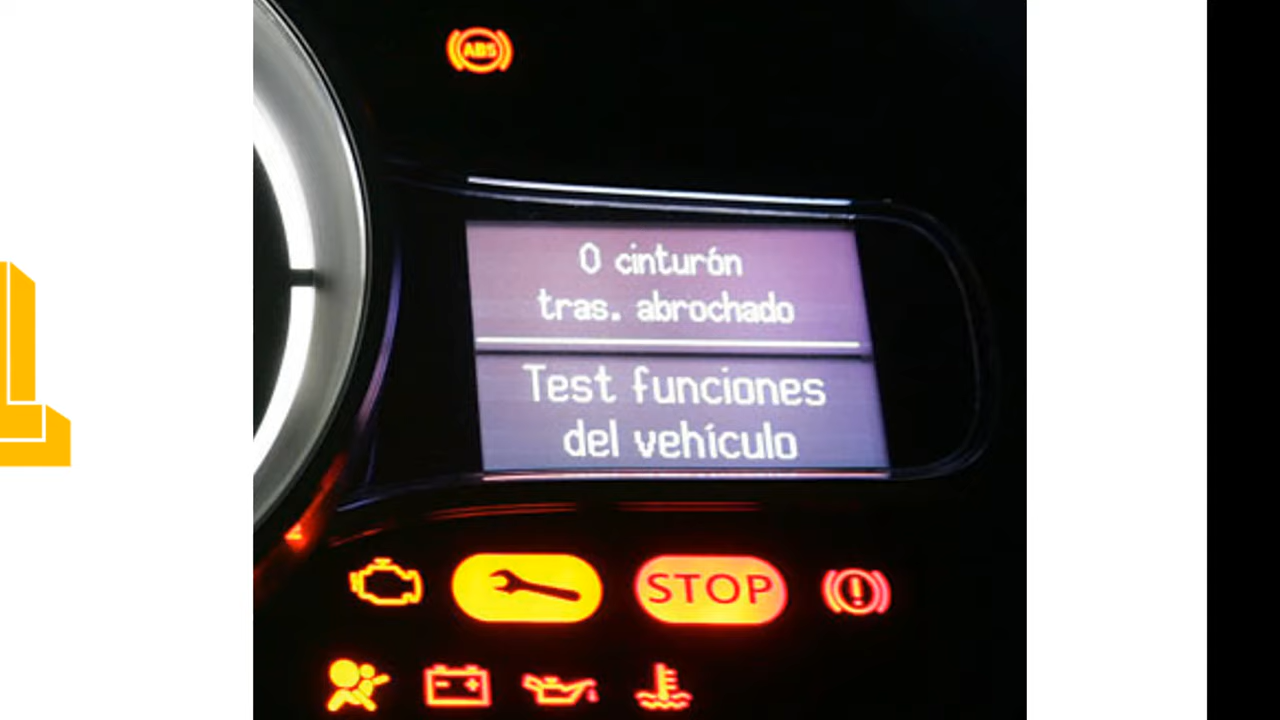 ABS
0 cinturón
tras. abrochado
Test funciones
del vehículo
STOP